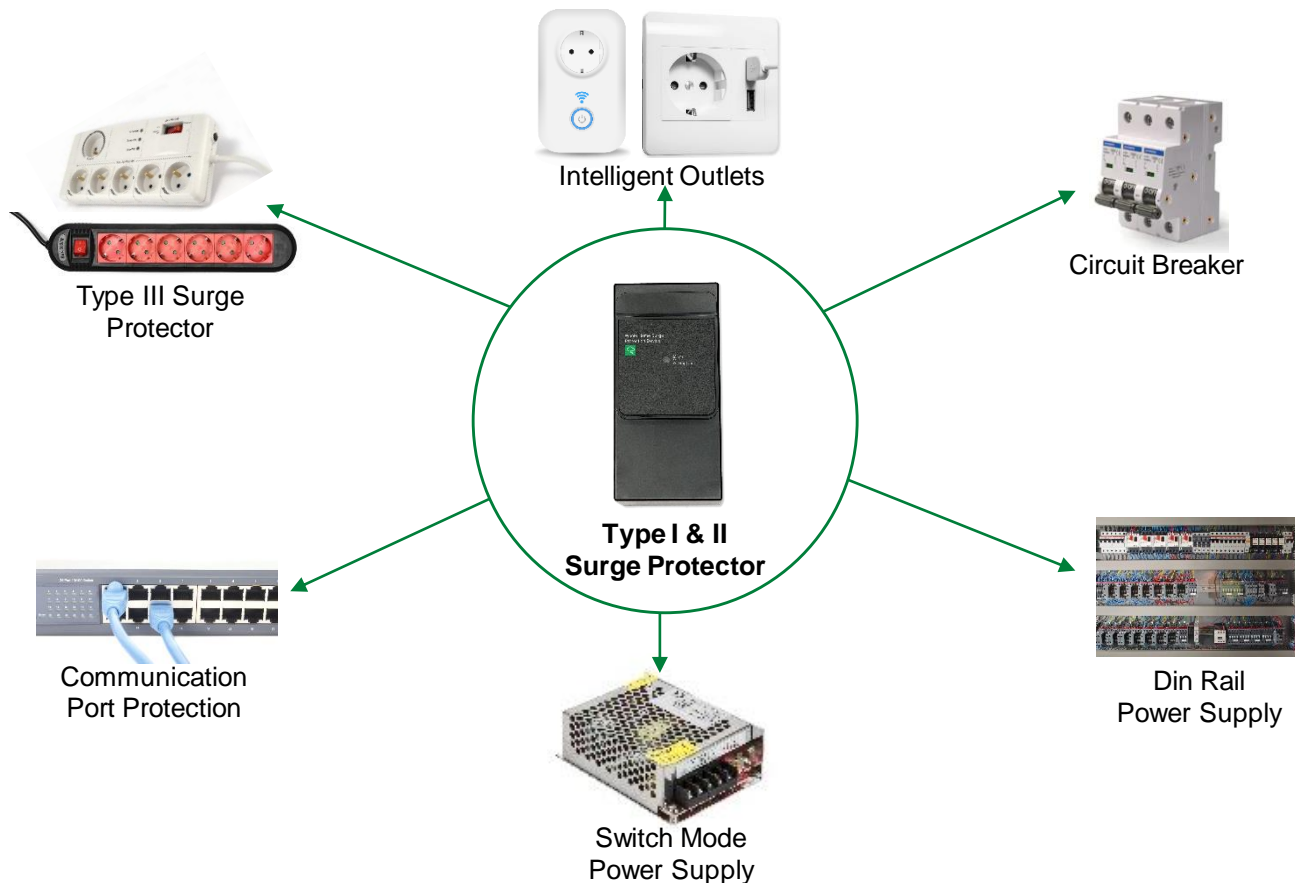 Intelligent Outlets
Circuit Breaker
Type III Surge
Protector
Type I & II
Surge Protector
Communication
Port Protection
Din Rail
Power Supply
Switch Mode
Power Supply